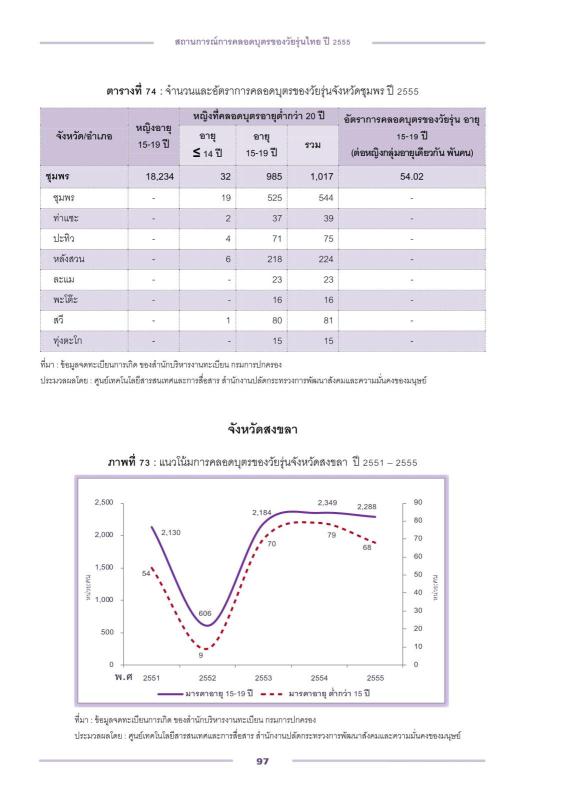 สถานการณ์การคลอดบุตรของวัยรุ่นไทย ปี 2555
ตารางที่ 74 : จำนวนและอัตราการคลอดบุตรของวัยรุ่นจังหวัดชุมพร ปี 2555
จังหวัด/อำเภอ หญิงอายุ 15-19 ปี หญิงที่คลอดบุตรอายุต่ำกว่า 20 ปี อัตราการคลอดบุตรของวัยรุ่น อายุ 15-19 ปี (ต่อหญิงกลุ่มอายุเดียวกัน พันคน)
อายุ ≤ 14 ปี อายุ 15-19 ปี รวม
ชุมพร 18,234 32 985 1,017 54.02
ชุมพร - 19 525 544 -
ท่าแซะ - 2 37 39 -
ปะทิว - 4 71 75 -
หลังสวน - 6 218 224 -
ละแม - - 23 23 -
พะโต๊ะ - - 16 16 -
สวี - 1 80 81 -
ทุ่งตะโก - - 15 15 -
ที่มา : ข้อมูลจดทะเบียนการเกิด ของสำนักบริหารงานทะเบียน กรมการปกครอง
ประมวลผลโดย : ศูนย์เทคโนโลยีสารสนเทศและการสื่อสาร สำนักงานปลัดกระทรวงการพัฒนาสังคมและความมั่นคงของมนุษย์
จังหวัดสงขลา
ภาพที่ 73 : แนวโน้มการคลอดบุตรของวัยรุ่นจังหวัดสงขลา ปี 2551 – 2555
2,500 90
80
2,000 70
60
1,500 50
1,000 40
30
500 20
10
0 0
2,130 606 2,184 2,349 2,288
54 9 70 79 68
พ.ศ 2551 2552 2553 2554 2555
มารดาอายุ 15-19 ปี มารดาอายุ ต่ำกว่า 15 ปี
ที่มา : ข้อมูลจดทะเบียนการเกิด ของสำนักบริหารงานทะเบียน กรมการปกครอง
ประมวลผลโดย : ศูนย์เทคโนโลยีสารสนเทศและการสื่อสาร สำนักงานปลัดกระทรวงการพัฒนาสังคมและความมั่นคงของมนุษย์
97